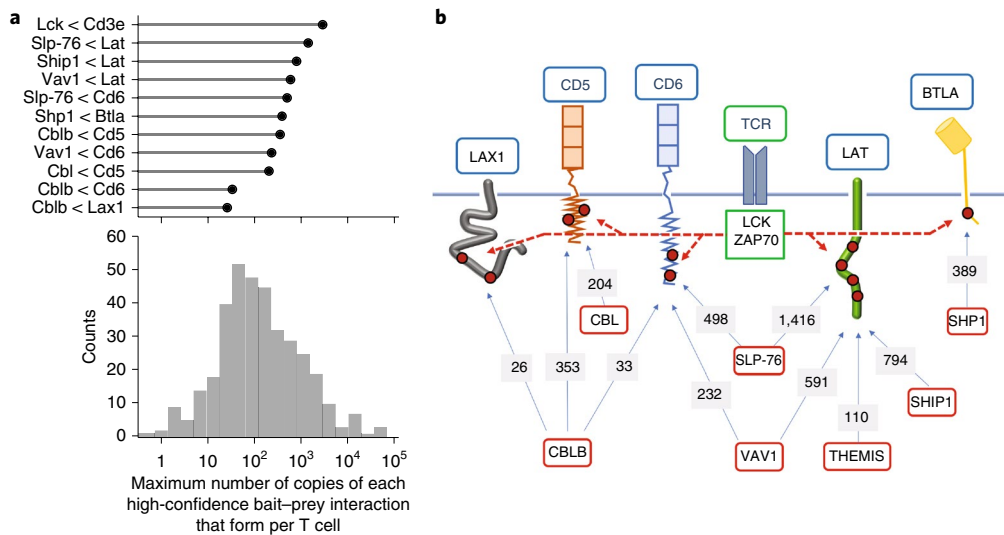 a
Lck < Cd3e
Slp-76 < Lat
Ship1 < Lat
Vav1 < Lat
Slp-76 < Cd6
Shp1 < Btla
Cblb < Cd5
Vav1 < Cd6
Cbl < Cd5
Cblb < Cd6
Cblb < Lax1
60
50
40
30
20
10
0
Counts
1 10 10² 10³ 10⁴ 10⁵
Maximum number of copies of each
high-confidence bait–prey interaction
that form per T cell
b
LAX1
CD5
CD6
TCR
LAT
BTLA
LCK
ZAP70
204
CBL
389
SHP1
498
1,416
SLP-76
26
353
33
232
591
794
SHIP1
110
CBLB
VAV1
THEMIS